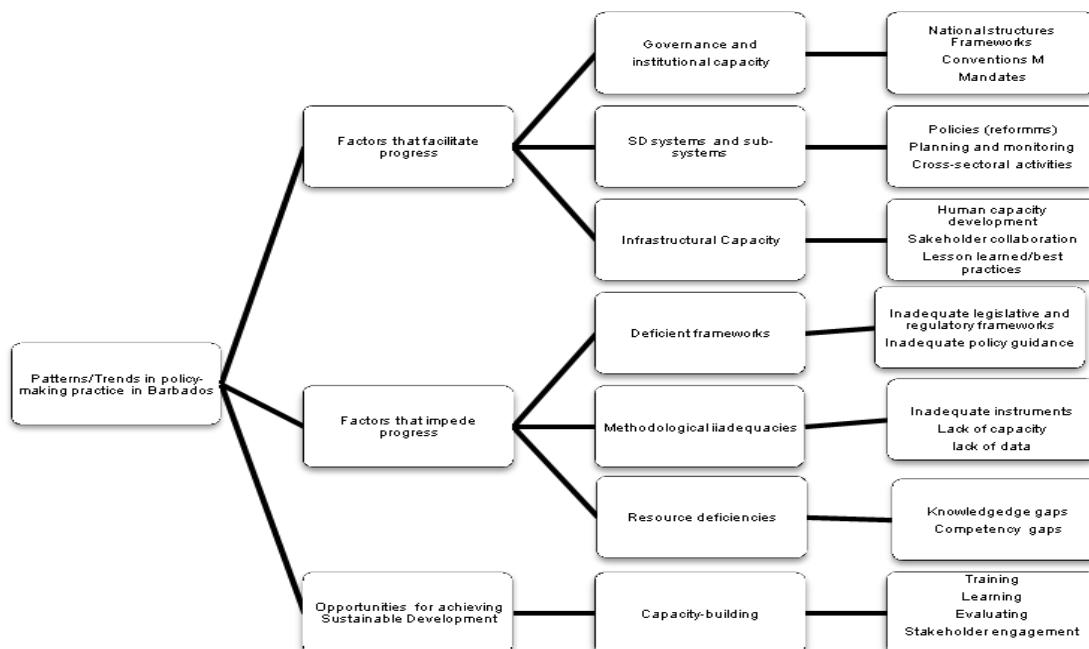 Patterns/Trends in policy-
making practice in Barbados
Factors that facilitate
progress
Governance and
institutional capacity
National structures
Frameworks
Conventions M
Mandates
SD systems and sub-
systems
Policies (reformms)
Planning and monitoring
Cross-sectoral activities
Infrastructural Capacity
Human capacity
development
Sakeholder collaboration
Lesson learned/best
practices
Factors that impede
progress
Deficient frameworks
Inadequate legislative and
regulatory frameworks
Inadequate policy guidance
Methodological iiadequacies
Inadequate instruments
Lack of capacity
lack of data
Resource deficiencies
Knowledgedge gaps
Competency gaps
Opportunities for achieving
Sustainable Development
Capacity-building
Training
Learning
Evaluating
Stakeholder engagement